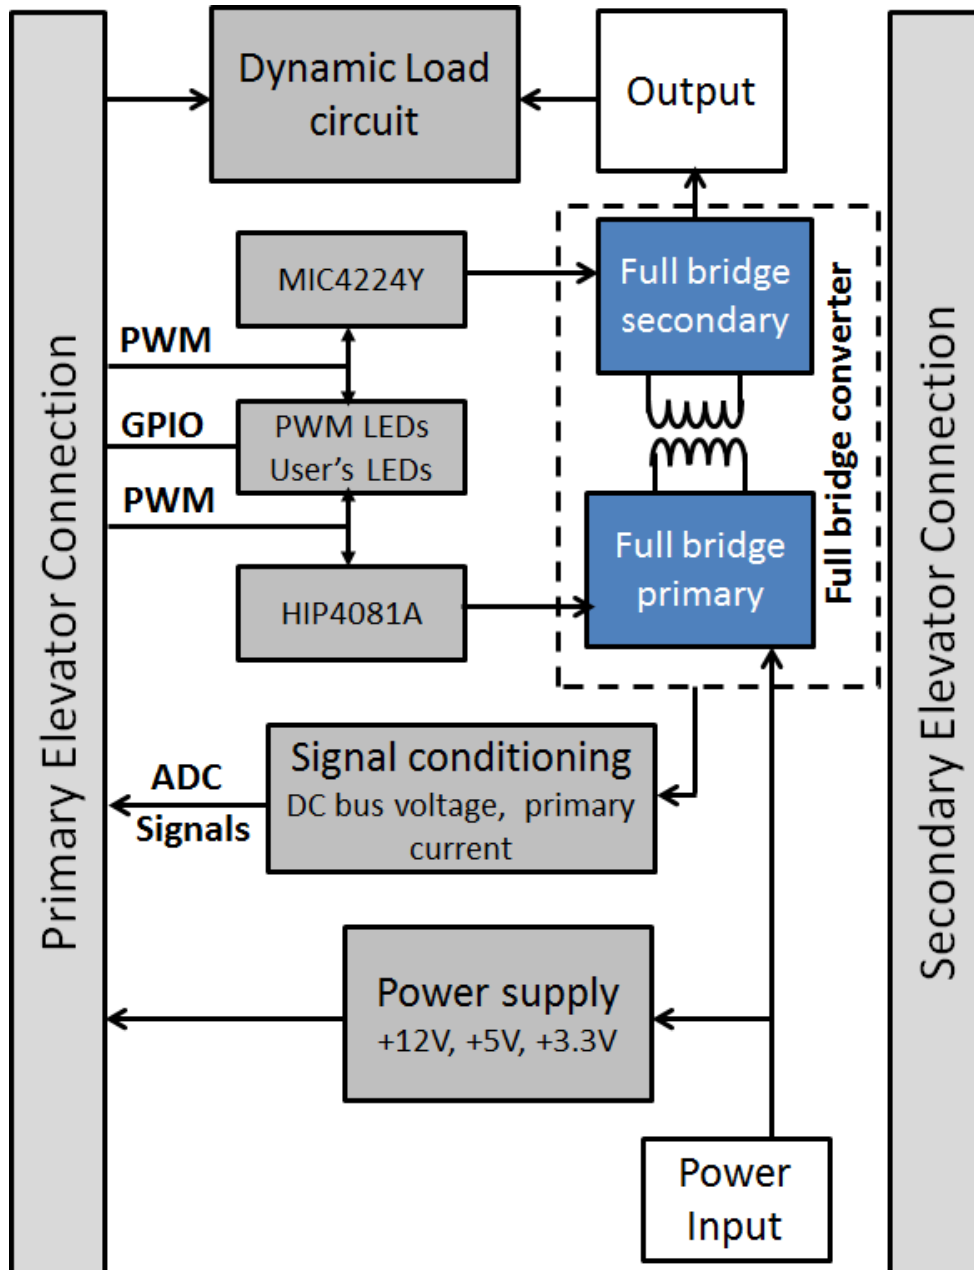 Primary Elevator Connection
Dynamic Load
circuit
Output
MIC4224Y
Full bridge
secondary
PWM
GPIO
PWM LEDs
User's LEDs
PWM
Full bridge
primary
Full bridge converter
HIP4081A
Signal conditioning
DC bus voltage, primary
current
ADC
Signals
Power supply
+12V, +5V, +3.3V
Power
Input
Secondary Elevator Connection